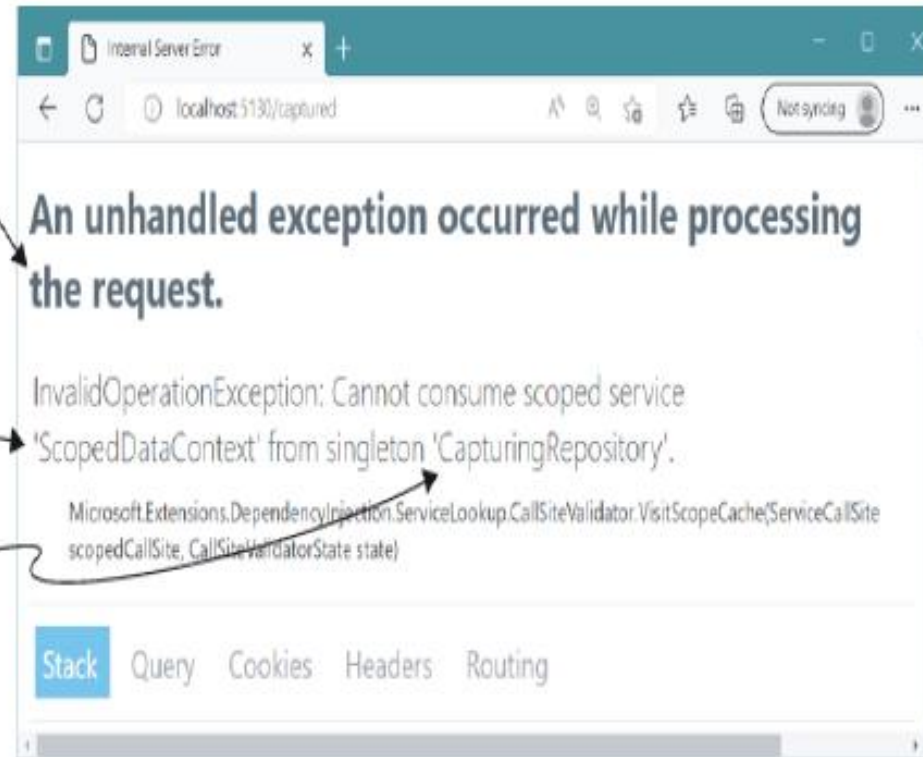 Internal Server Error
localhost:5130/captured
Not syncing
An unhandled exception occurred while processing
the request.
InvalidOperationException: Cannot consume scoped service
'ScopedDataContext' from singleton 'CapturingRepository'.
Microsoft.Extensions.DependencyInjection.ServiceLookup.CallSiteValidator.VisitScopeCache(ServiceCallSite
scopedCallSite, CallSiteValidatorState state)
Stack Query Cookies Headers Routing